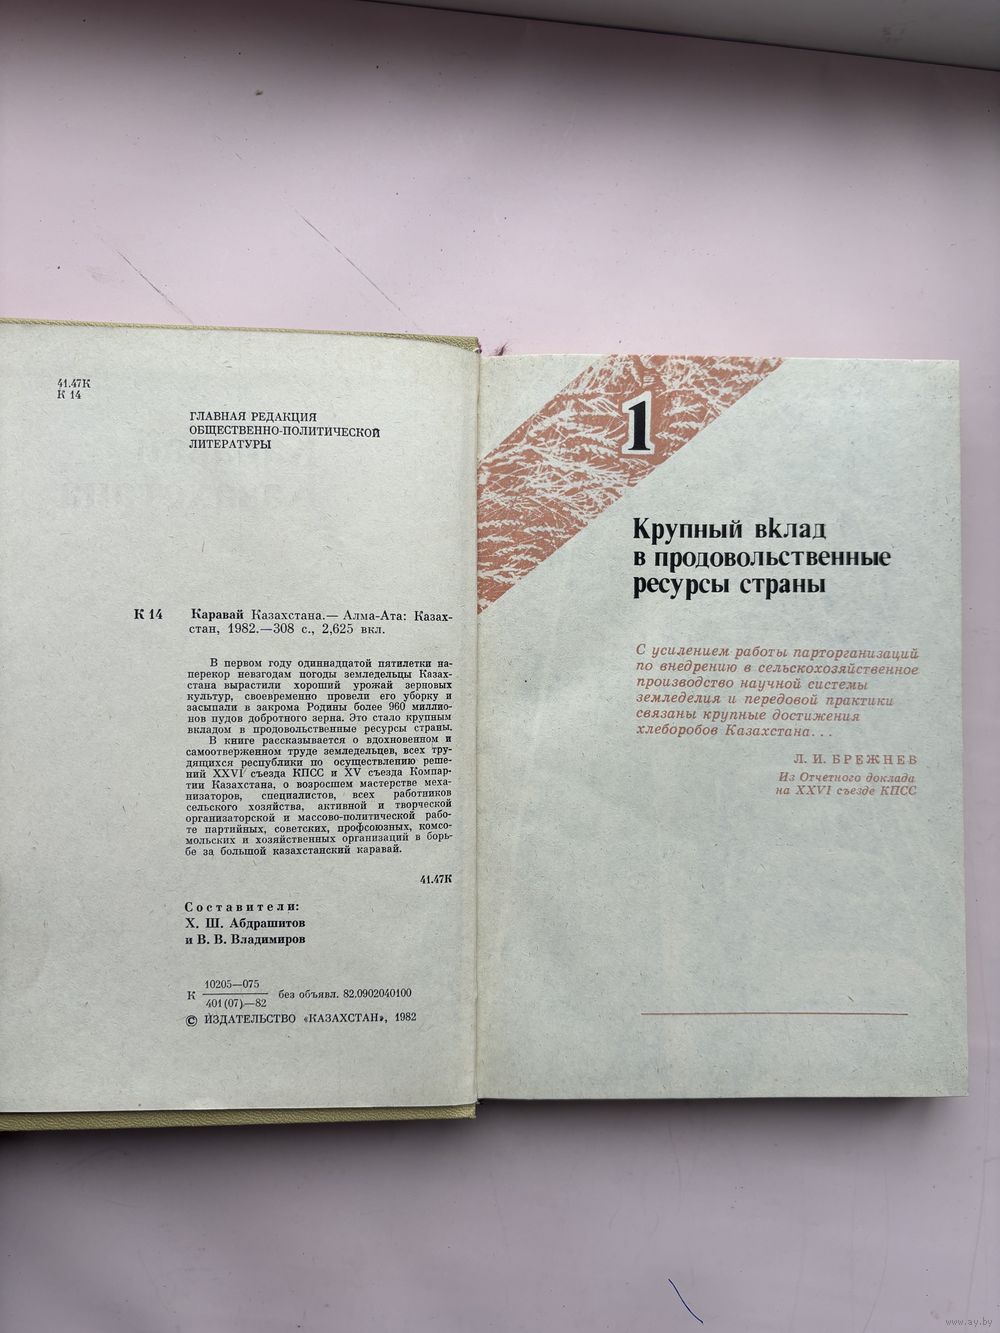 41.47К
К 14
ГЛАВНАЯ РЕДАКЦИЯ
ОБЩЕСТВЕННО-ПОЛИТИЧЕСКОЙ
ЛИТЕРАТУРЫ
К 14 Каравай Казахстана.— Алма-Ата: Казах-
стан, 1982.—308 с., 2,625 вкл.
В первом году одиннадцатой пятилетки на-
перекор невзгодам погоды земледельцы Казах-
стана вырастили хороший урожай зерновых
культур, своевременно провели его уборку и
засыпали в закрома Родины более 960 миллио-
нов пудов добротного зерна. Это стало крупным
вкладом в продовольственные ресурсы страны.
В книге рассказывается о вдохновенном и
самоотверженном труде земледельцев, всех тру-
дящихся республики по осуществлению реше-
ний XXVI съезда КПСС и XV съезда Компар-
тии Казахстана, о возросшем мастерстве меха-
низаторов, специалистов, всех работников
сельского хозяйства, активной и творческой
организаторской и массово-политической рабо-
те партийных, советских, профсоюзных, комсо-
мольских и хозяйственных организаций в борь-
бе за большой казахстанский каравай.
41.47К
Составители:
Х. Ш. Абдрашитов
и В. В. Владимиров
10205—075
К без объявл. 82.0902040100
401(07)—82
© ИЗДАТЕЛЬСТВО «КАЗАХСТАН», 1982
1
Крупный вклад
в продовольственные
ресурсы страны
С усилением работы парторганизаций
по внедрению в сельскохозяйственное
производство научной системы
земледелия и передовой практики
связаны крупные достижения
хлеборобов Казахстана...
Л. И. БРЕЖНЕВ
Из Отчетного доклада
на XXVI съезде КПСС
www.ay.by